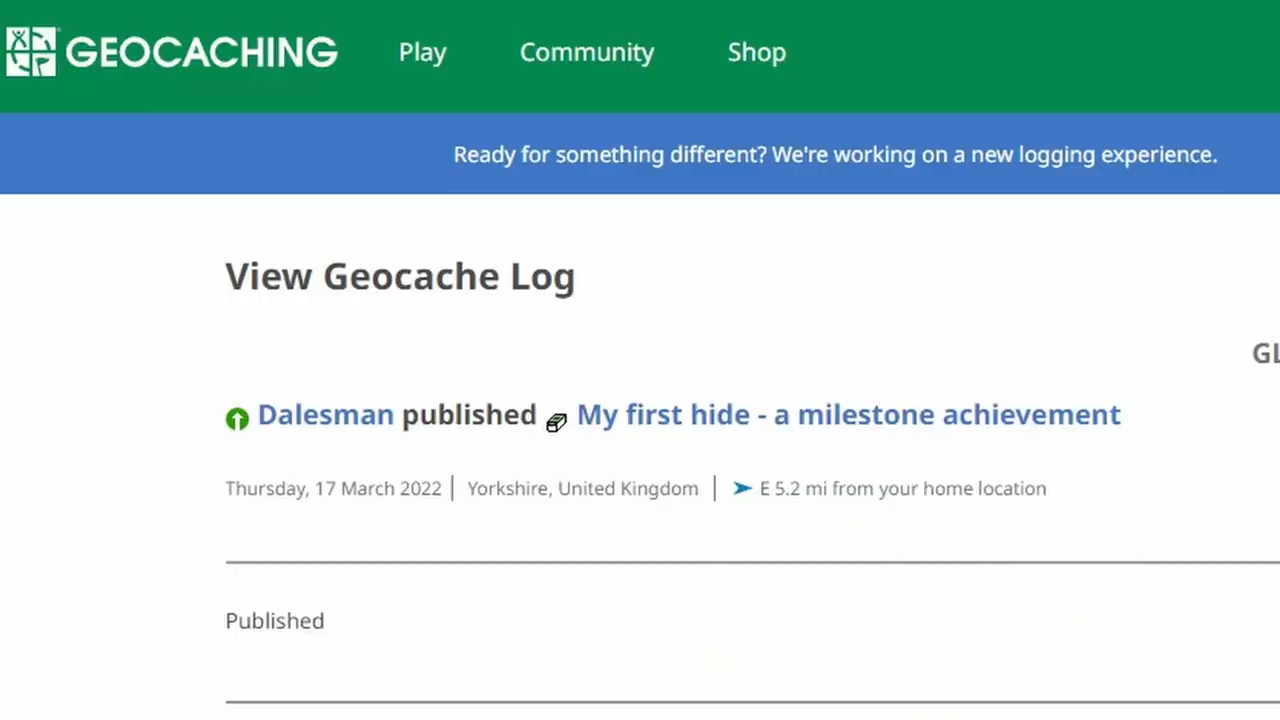 GEOCACHING Play Community Shop
Ready for something different? We're working on a new logging experience.
View Geocache Log
GL
Dalesman published My first hide - a milestone achievement
Thursday, 17 March 2022 | Yorkshire, United Kingdom | E 5.2 mi from your home location
Published